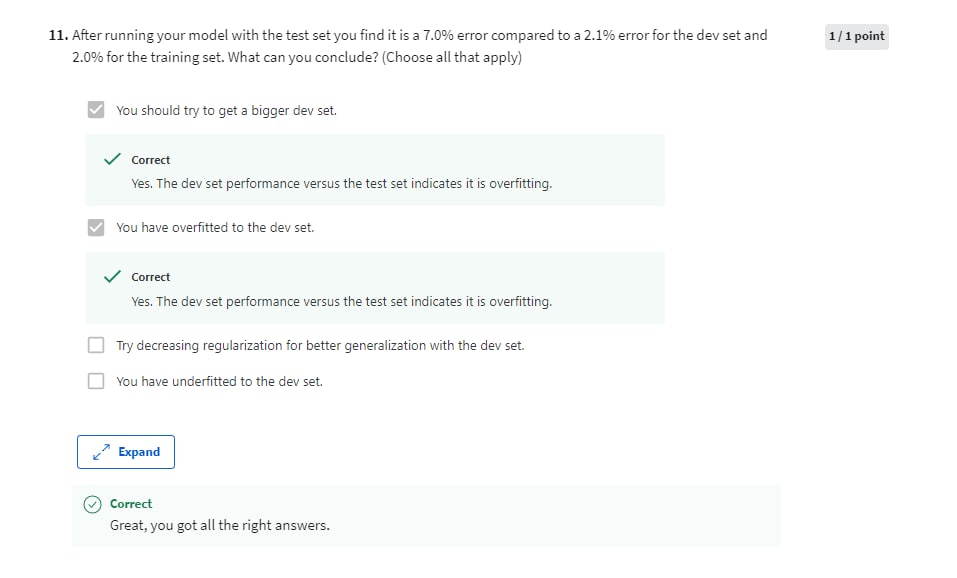 11. After running your model with the test set you find it is a 7.0% error compared to a 2.1% error for the dev set and
1 / 1 point
2.0% for the training set. What can you conclude? (Choose all that apply)
You should try to get a bigger dev set.
Correct
Yes. The dev set performance versus the test set indicates it is overfitting.
You have overfitted to the dev set.
Correct
Yes. The dev set performance versus the test set indicates it is overfitting.
Try decreasing regularization for better generalization with the dev set.
You have underfitted to the dev set.
Expand
Correct
Great, you got all the right answers.